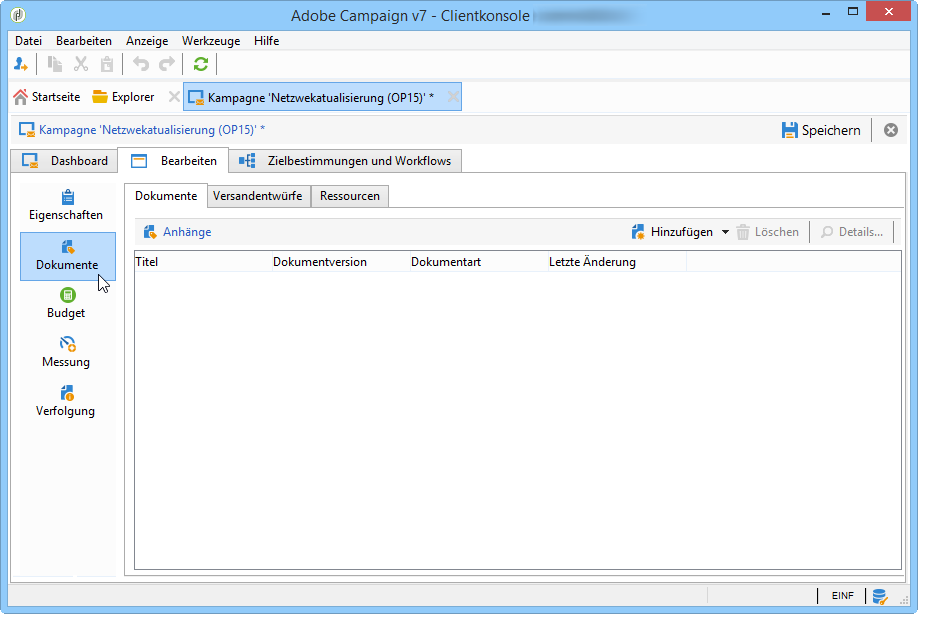 Adobe Campaign v7 - Clientkonsole
Datei Bearbeiten Anzeige Werkzeuge Hilfe
Startseite Explorer Kampagne 'Netzwekatualisierung (OP15)' *
Kampagne 'Netzwekatualisierung (OP15)' * Speichern
Dashboard Bearbeiten Zielbestimmungen und Workflows
Eigenschaften
Dokumente
Budget
Messung
Verfolgung
Dokumente Versandentwürfe Ressourcen
Anhänge Hinzufügen Löschen Details...
Titel Dokumentversion Dokumentart Letzte Änderung
EINF